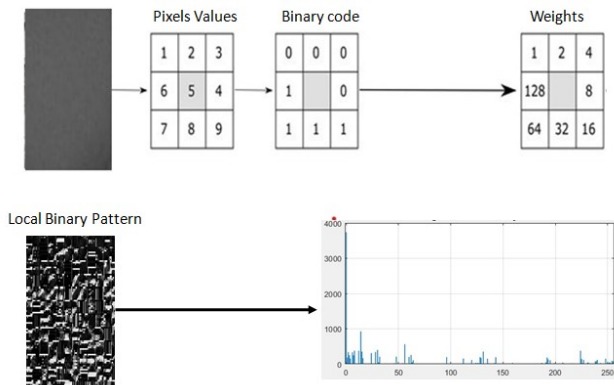 Pixels Values Binary code Weights
1 2 3 0 0 0 1 2 4
6 5 4 1 0 128 8
7 8 9 1 1 1 64 32 16
Local Binary Pattern
4000
3000
2000
1000
0
0 50 100 150 200 250